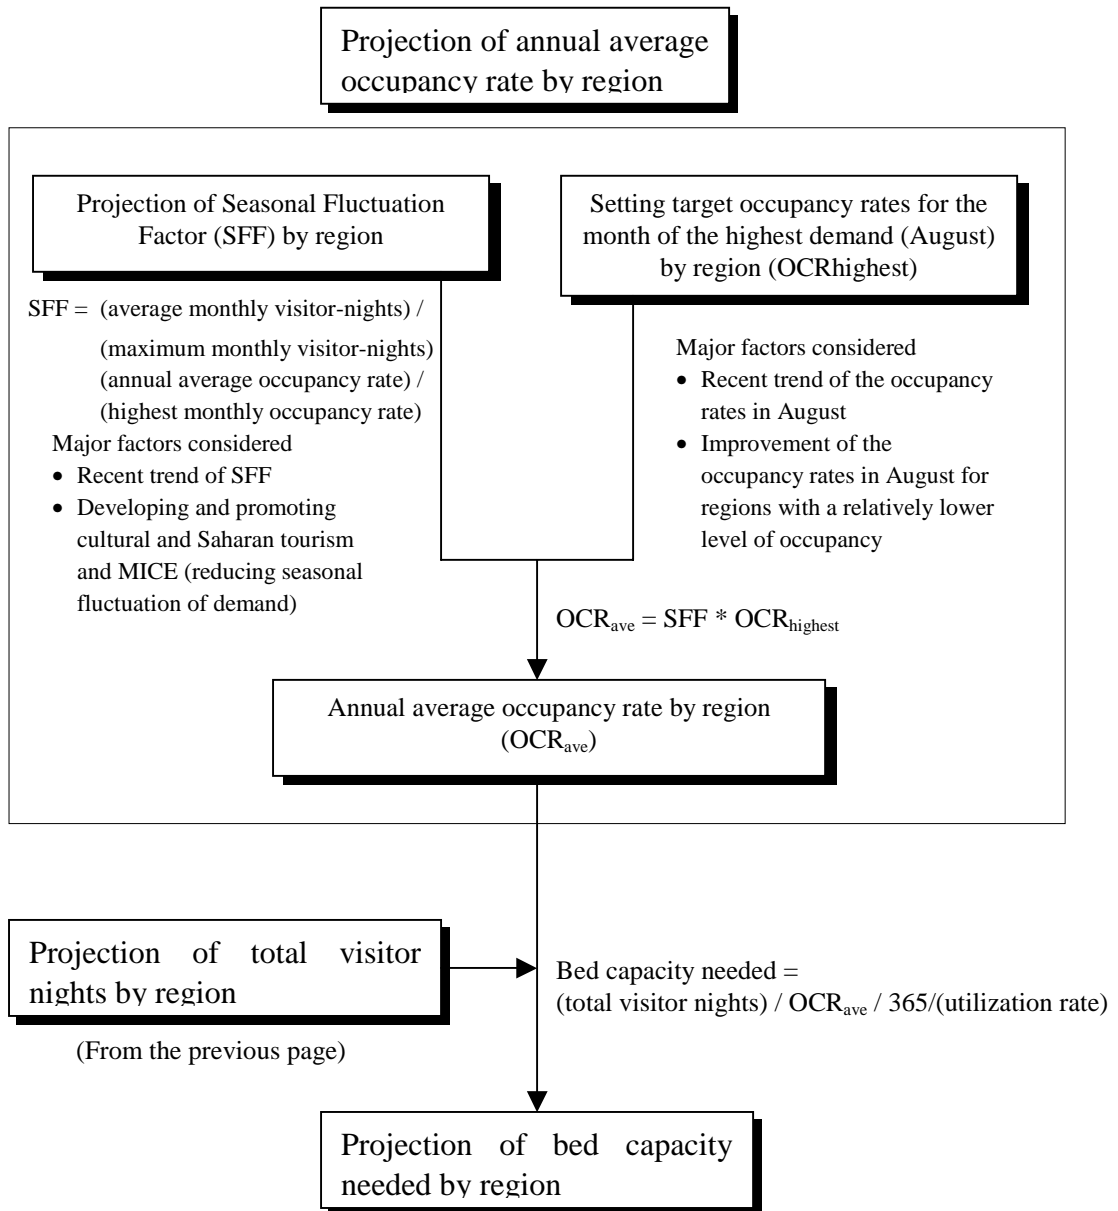 Projection of annual average
occupancy rate by region
Projection of Seasonal Fluctuation
Factor (SFF) by region
Setting target occupancy rates for the
month of the highest demand (August)
by region (OCRhighest)
SFF = (average monthly visitor-nights) /
(maximum monthly visitor-nights)
(annual average occupancy rate) /
(highest monthly occupancy rate)
Major factors considered
• Recent trend of SFF
• Developing and promoting
cultural and Saharan tourism
and MICE (reducing seasonal
fluctuation of demand)
Major factors considered
• Recent trend of the occupancy
rates in August
• Improvement of the
occupancy rates in August for
regions with a relatively lower
level of occupancy
OCRave = SFF * OCRhighest
Annual average occupancy rate by region
(OCRave)
Projection of total visitor
nights by region
(From the previous page)
Bed capacity needed =
(total visitor nights) / OCRave / 365/(utilization rate)
Projection of bed capacity
needed by region